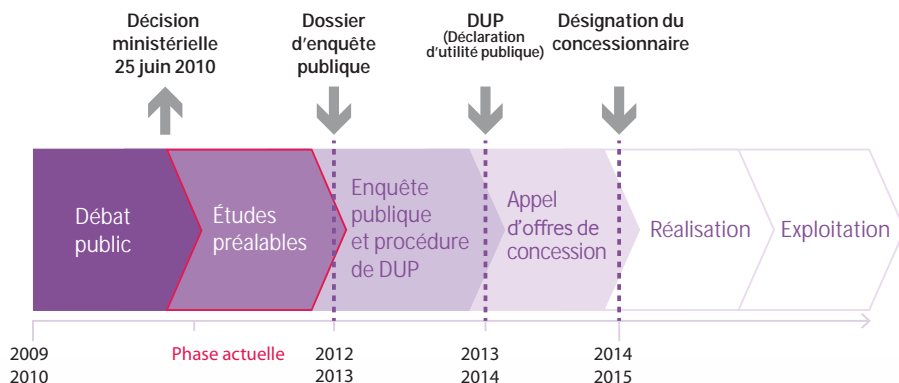 Décision
ministérielle
25 juin 2010
Dossier
d'enquête
publique
DUP
(Déclaration
d'utilité publique)
Désignation du
concessionnaire
Débat
public
Études
préalables
Enquête
publique
et procédure
de DUP
Appel
d'offres de
concession
Réalisation
Exploitation
2009
2010
Phase actuelle
2012
2013
2013
2014
2014
2015